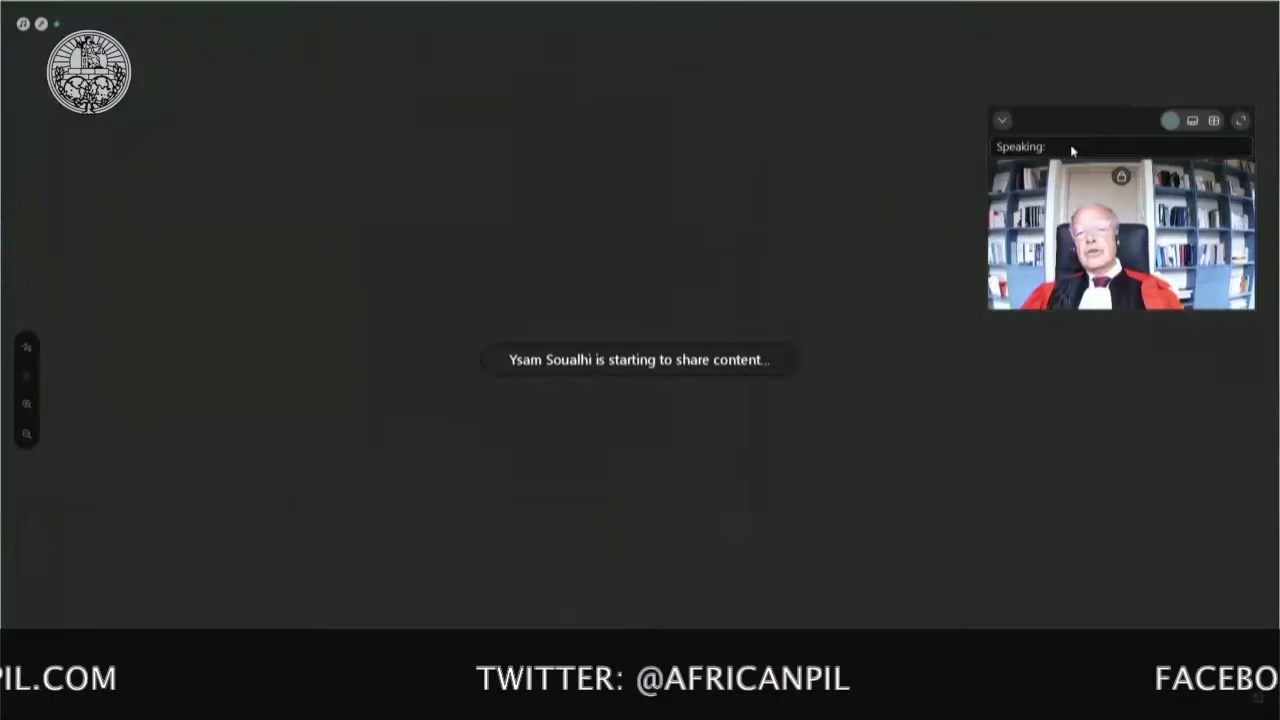 Speaking:
Ysam Soualhi is starting to share content...
PIL.COM
TWITTER: @AFRICANPIL
FACEBO